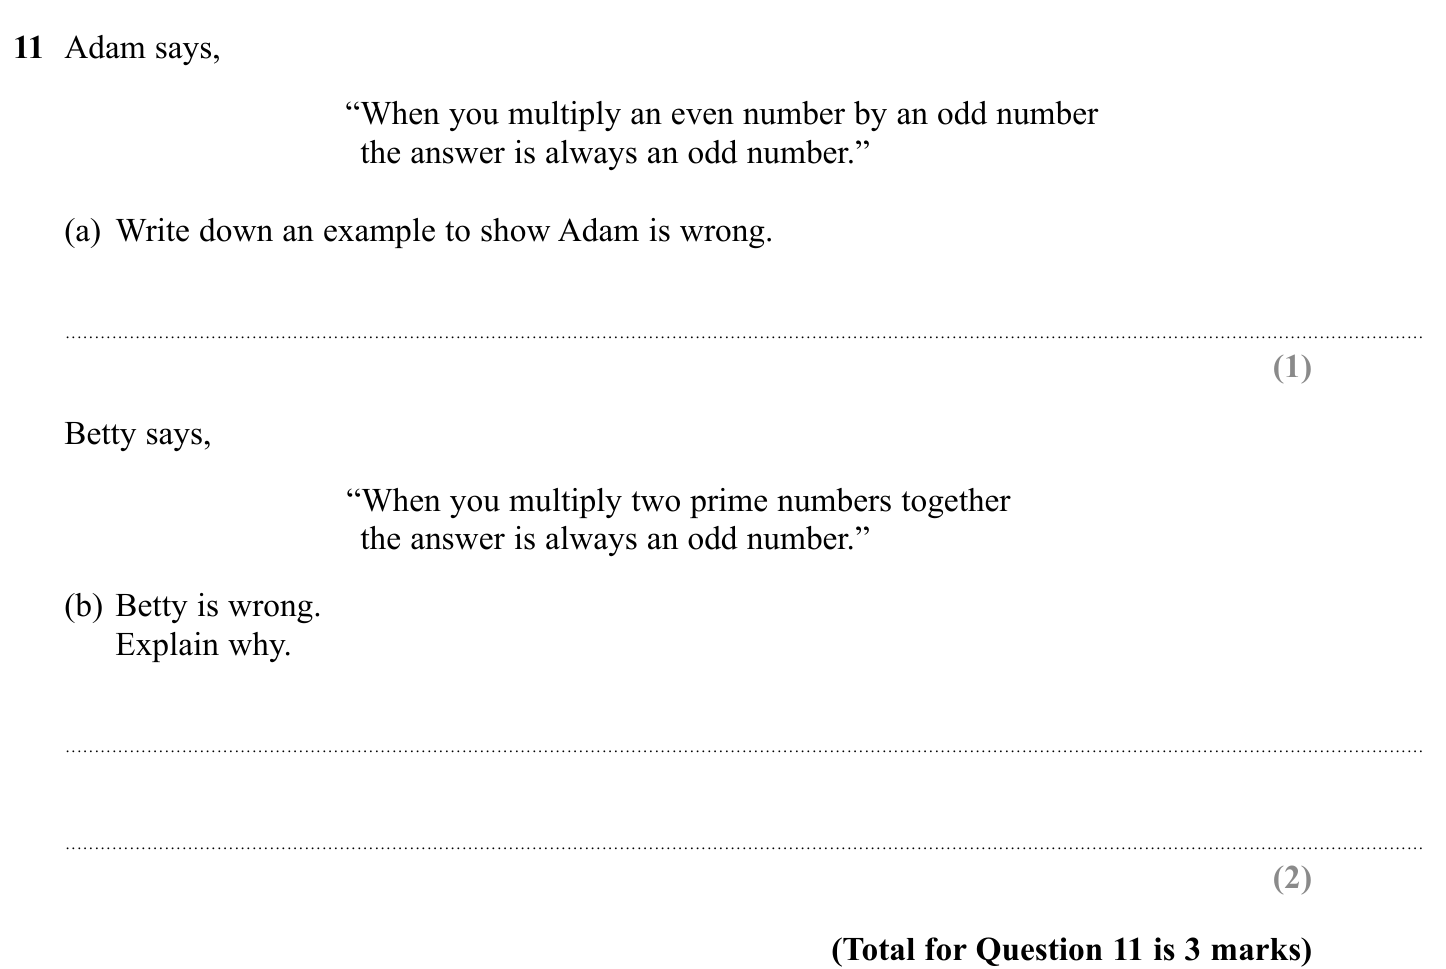 11 Adam says,
“When you multiply an even number by an odd number
the answer is always an odd number.”
(a) Write down an example to show Adam is wrong.
(1)
Betty says,
“When you multiply two prime numbers together
the answer is always an odd number.”
(b) Betty is wrong.
Explain why.
(2)
(Total for Question 11 is 3 marks)